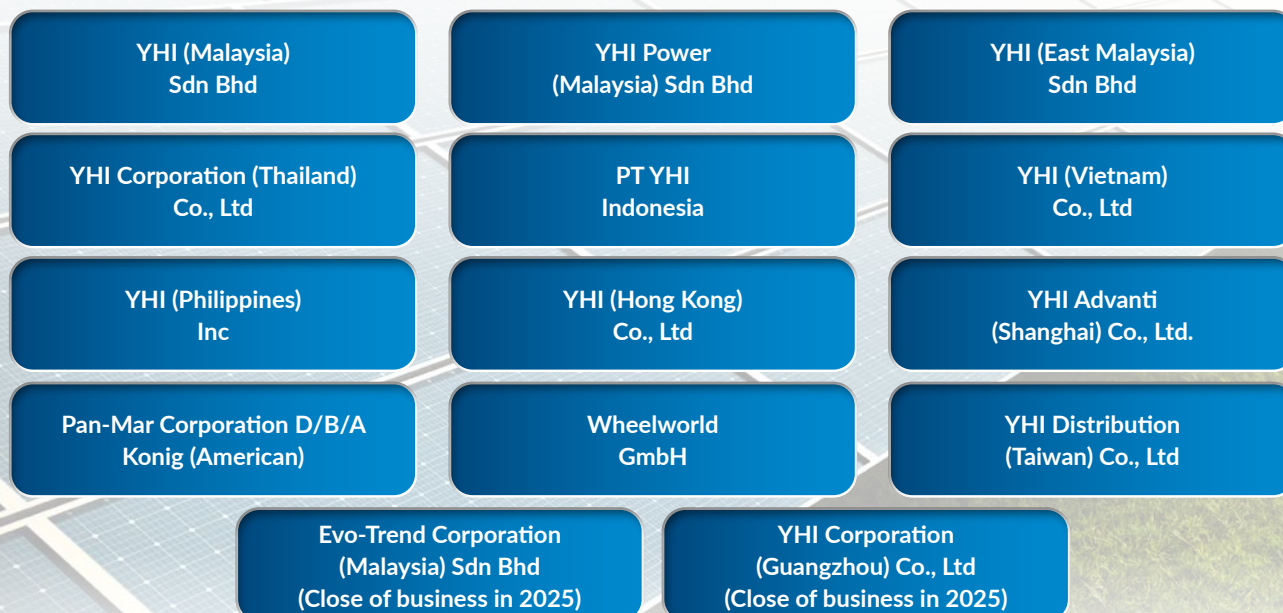 YHI (Malaysia)
Sdn Bhd
YHI Power
(Malaysia) Sdn Bhd
YHI (East Malaysia)
Sdn Bhd
YHI Corporation (Thailand)
Co., Ltd
PT YHI
Indonesia
YHI (Vietnam)
Co., Ltd
YHI (Philippines)
Inc
YHI (Hong Kong)
Co., Ltd
YHI Advanti
(Shanghai) Co., Ltd.
Pan-Mar Corporation D/B/A
Konig (American)
Wheelworld
GmbH
YHI Distribution
(Taiwan) Co., Ltd
Evo-Trend Corporation
(Malaysia) Sdn Bhd
(Close of business in 2025)
YHI Corporation
(Guangzhou) Co., Ltd
(Close of business in 2025)